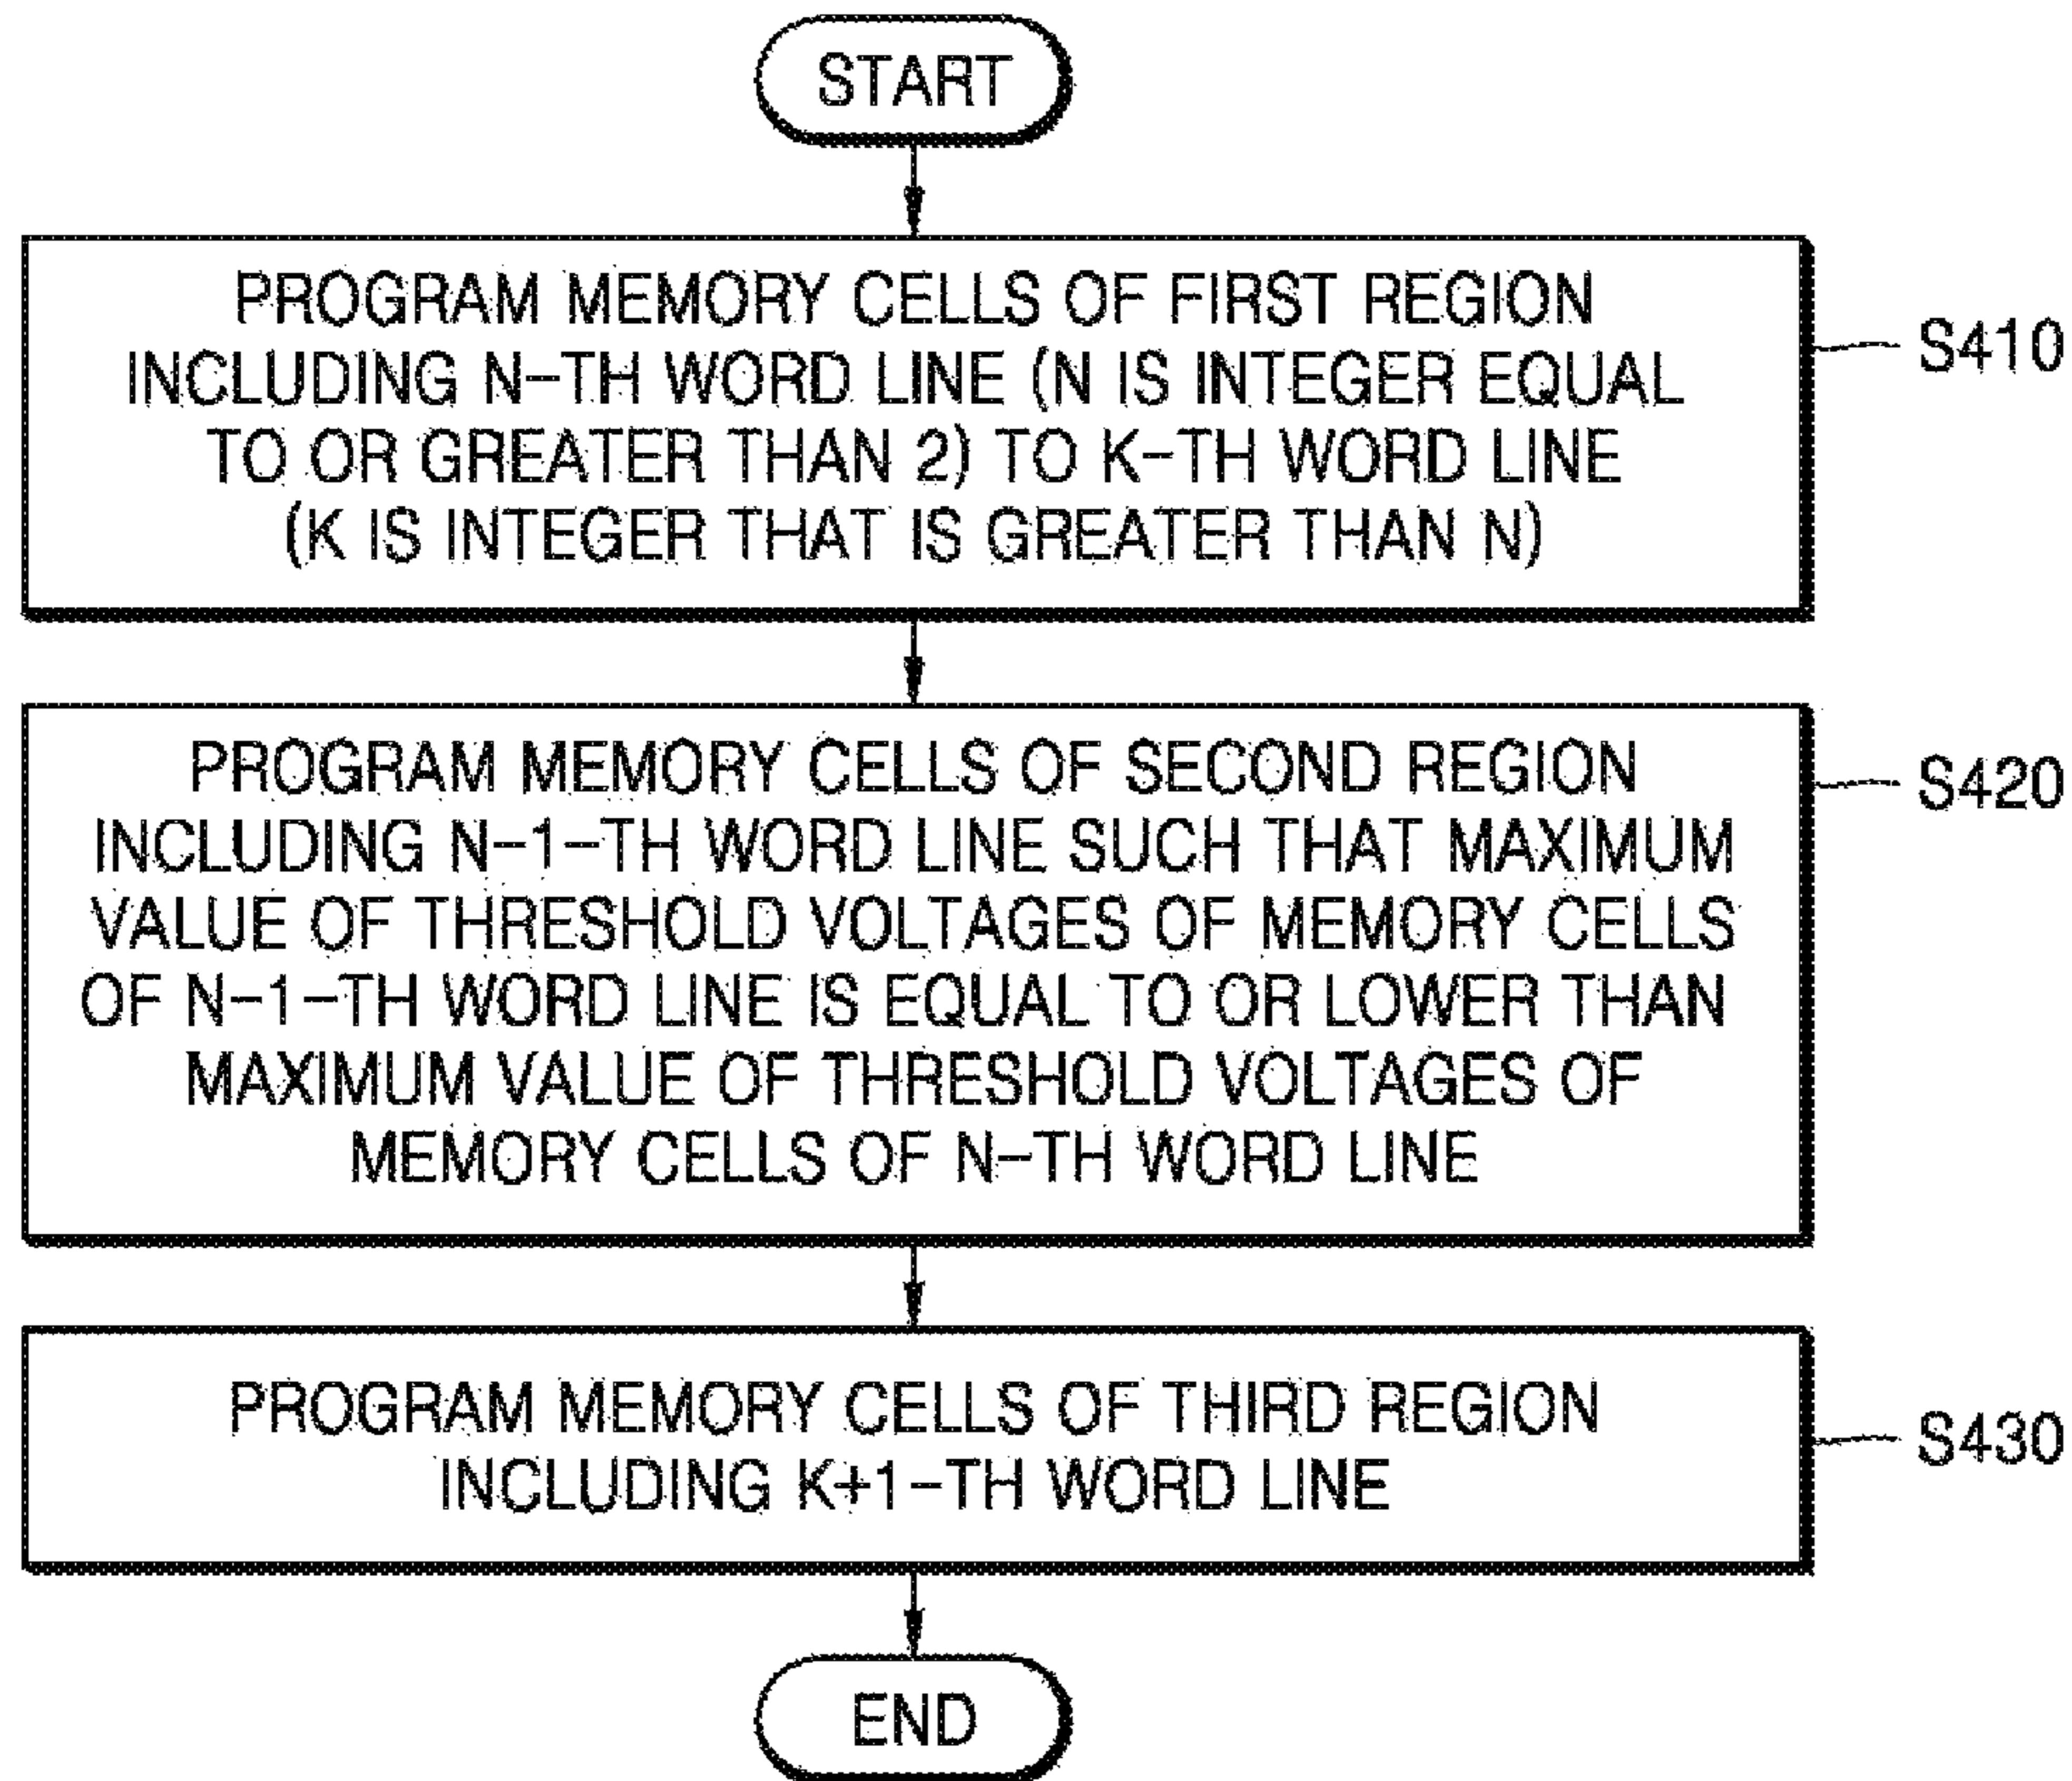 START
PROGRAM MEMORY CELLS OF FIRST REGION
INCLUDING N-TH WORD LINE (N IS INTEGER EQUAL
TO OR GREATER THAN 2) TO K-TH WORD LINE
(K IS INTEGER THAT IS GREATER THAN N)
S410
PROGRAM MEMORY CELLS OF SECOND REGION
INCLUDING N-1-TH WORD LINE SUCH THAT MAXIMUM
VALUE OF THRESHOLD VOLTAGES OF MEMORY CELLS
OF N-1-TH WORD LINE IS EQUAL TO OR LOWER THAN
MAXIMUM VALUE OF THRESHOLD VOLTAGES OF
MEMORY CELLS OF N-TH WORD LINE
S420
PROGRAM MEMORY CELLS OF THIRD REGION
INCLUDING K+1-TH WORD LINE
S430
END